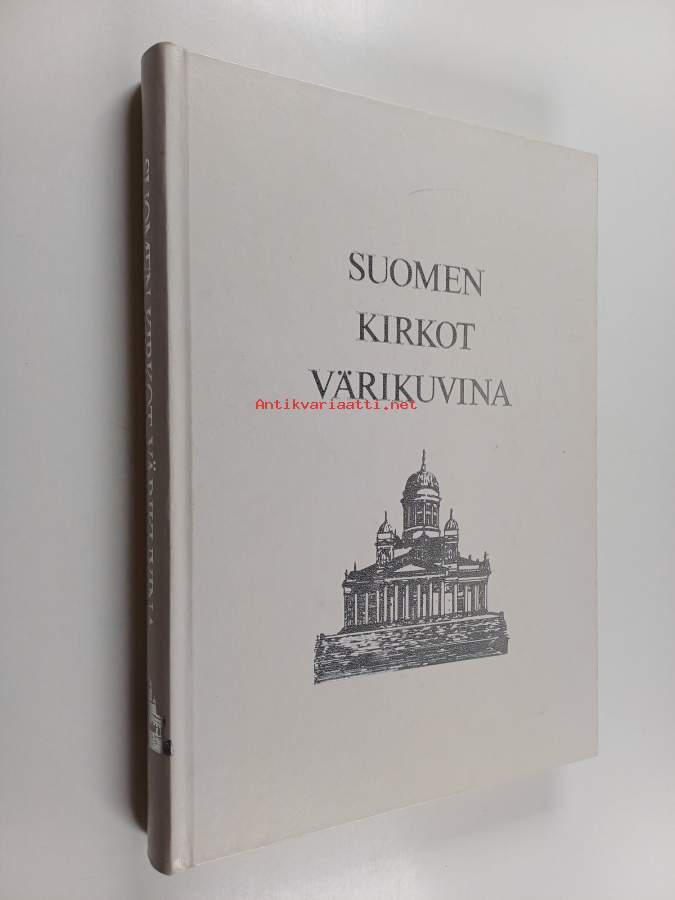 SUOMEN
KIRKOT
VÄRIKUVINA
Antikvariaatti.net
SUOMEN KIRKOT VÄRIKUVINA